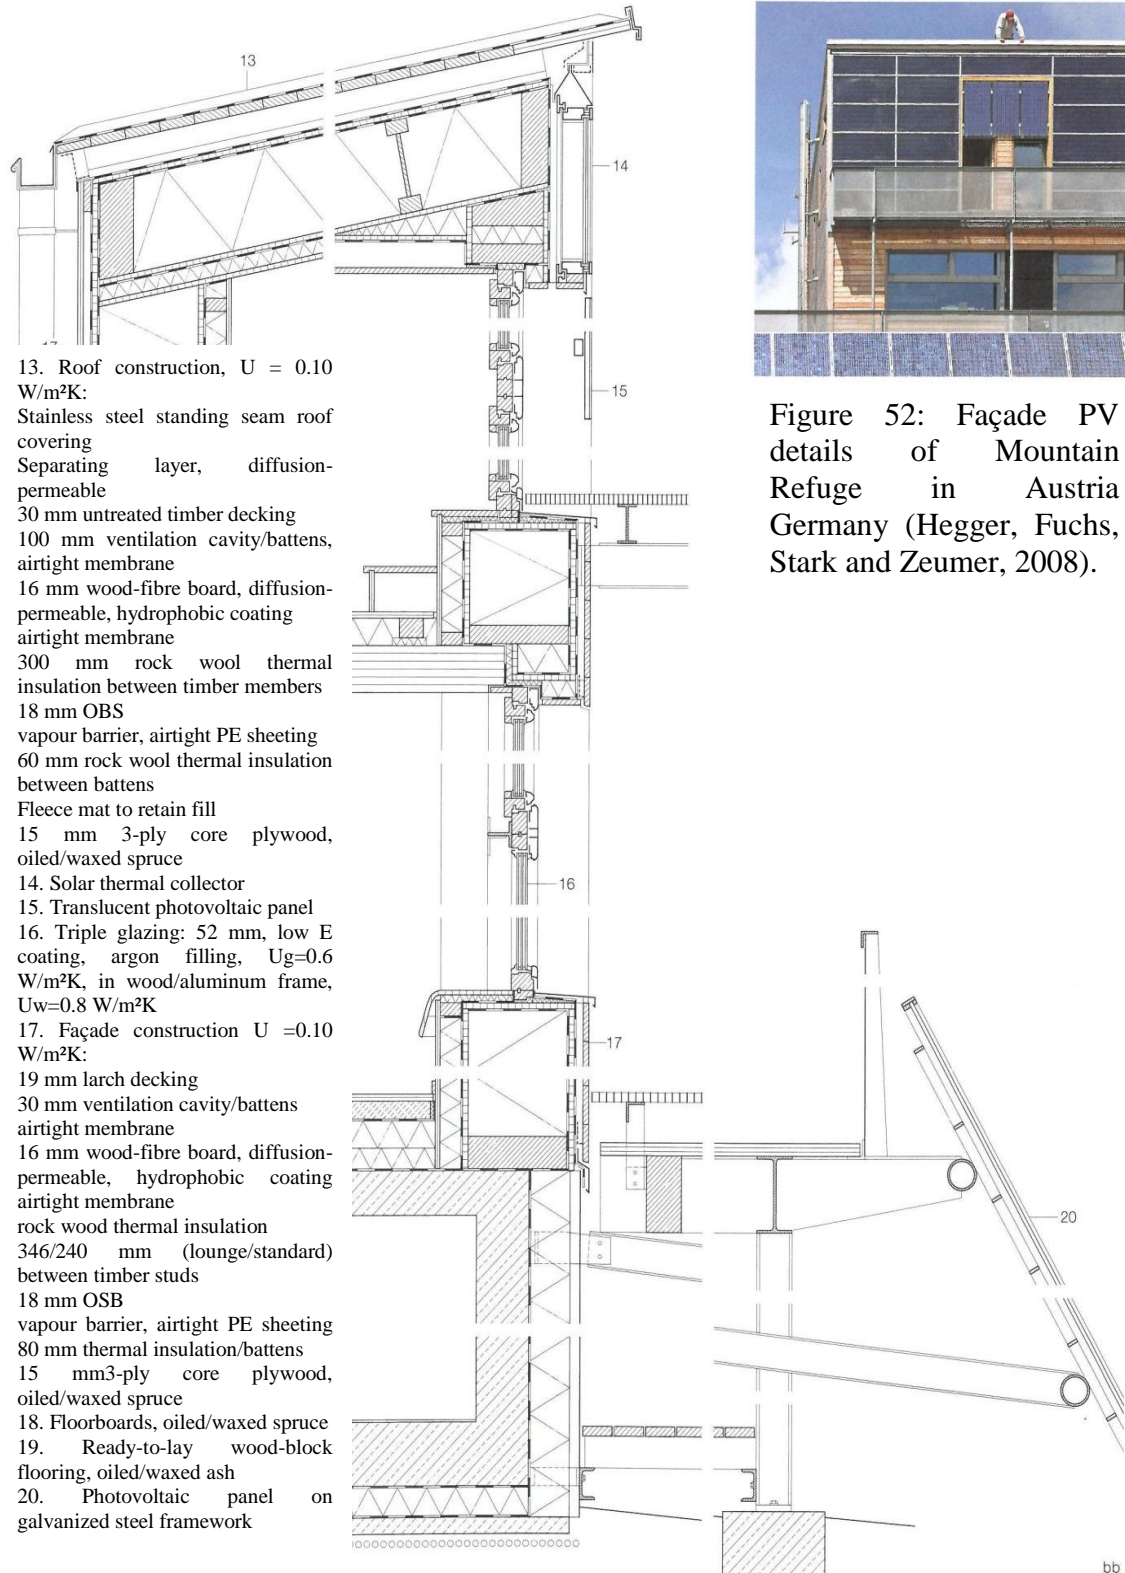 13
14
15
16
17
20
bb
13. Roof construction, U = 0.10
W/m²K:
Stainless steel standing seam roof
covering
Separating layer, diffusion-
permeable
30 mm untreated timber decking
100 mm ventilation cavity/battens,
airtight membrane
16 mm wood-fibre board, diffusion-
permeable, hydrophobic coating
airtight membrane
300 mm rock wool thermal
insulation between timber members
18 mm OBS
vapour barrier, airtight PE sheeting
60 mm rock wool thermal insulation
between battens
Fleece mat to retain fill
15 mm 3-ply core plywood,
oiled/waxed spruce
14. Solar thermal collector
15. Translucent photovoltaic panel
16. Triple glazing: 52 mm, low E
coating, argon filling, Ug=0.6
W/m²K, in wood/aluminum frame,
Uw=0.8 W/m²K
17. Façade construction U =0.10
W/m²K:
19 mm larch decking
30 mm ventilation cavity/battens
airtight membrane
16 mm wood-fibre board, diffusion-
permeable, hydrophobic coating
airtight membrane
rock wood thermal insulation
346/240 mm (lounge/standard)
between timber studs
18 mm OSB
vapour barrier, airtight PE sheeting
80 mm thermal insulation/battens
15 mm3-ply core plywood,
oiled/waxed spruce
18. Floorboards, oiled/waxed spruce
19. Ready-to-lay wood-block
flooring, oiled/waxed ash
20. Photovoltaic panel on
galvanized steel framework
Figure 52: Façade PV
details of Mountain
Refuge in Austria
Germany (Hegger, Fuchs,
Stark and Zeumer, 2008).